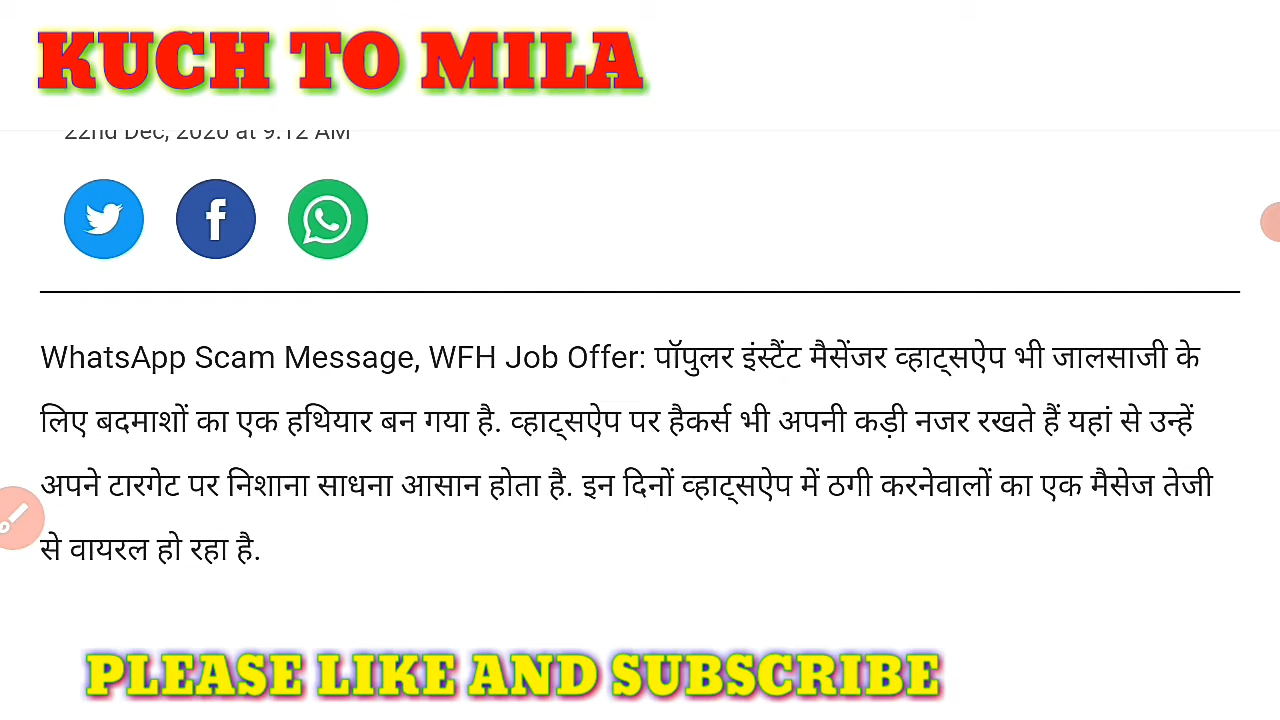 KUCH TO MILA
22nd Dec, 2020 at 9:12 AM
WhatsApp Scam Message, WFH Job Offer: पॉपुलर इंस्टैंट मैसेंजर व्हाट्सऐप भी जालसाजी के
लिए बदमाशों का एक हथियार बन गया है. व्हाट्सऐप पर हैकर्स भी अपनी कड़ी नजर रखते हैं यहां से उन्हें
अपने टारगेट पर निशाना साधना आसान होता है. इन दिनों व्हाट्सऐप में ठगी करनेवालों का एक मैसेज तेजी
से वायरल हो रहा है.
PLEASE LIKE AND SUBSCRIBE